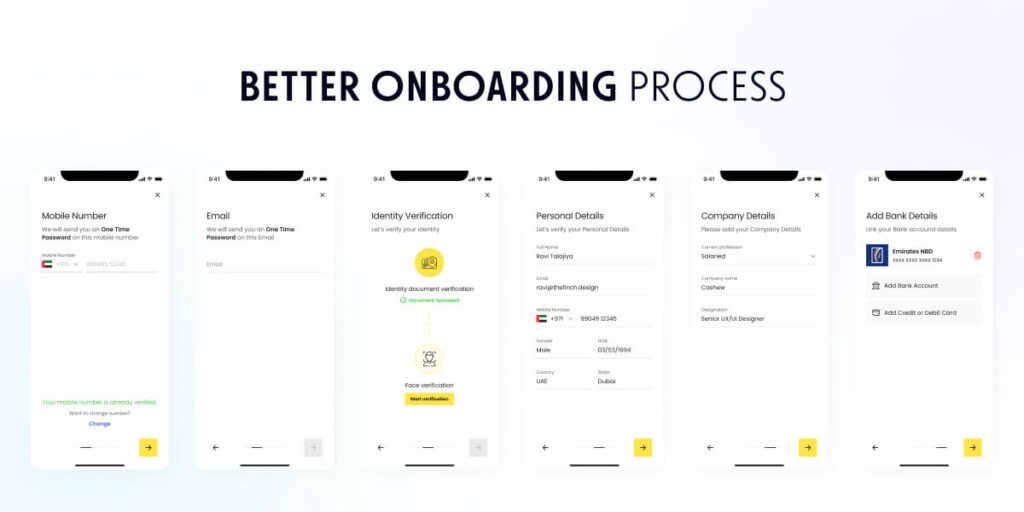 BETTER ONBOARDING PROCESS
9:41
Mobile Number
We will send you an One Time
Password on this mobile number
Mobile Number
+971 99049 12345
Your mobile number is already verified.
Want to change number?
Change
9:41
Email
We will send you an One Time
Password on this Email
Email
9:41
Identity Verification
Let's verify your Identity
Identity document verification
Document Uploaded
Face verification
Start verification
9:41
Personal Details
Let's verify your Personal Details
Full Name
Ravi Talajiya
Email
ravi@thefinch.design
Mobile Number
+971 99049 12345
Gender DOB
Male 03/03/1994
Country State
UAE Dubai
9:41
Company Details
Please add your Company Details
Current profession
Salaried
Company name
Cashew
Designation
Senior UX/UI Designer
9:41
Add Bank Details
Link your Bank accound details
Emirates NBD
XXXX XXXX XXXX 1234
Add Bank Account
Add Credit or Debit Card